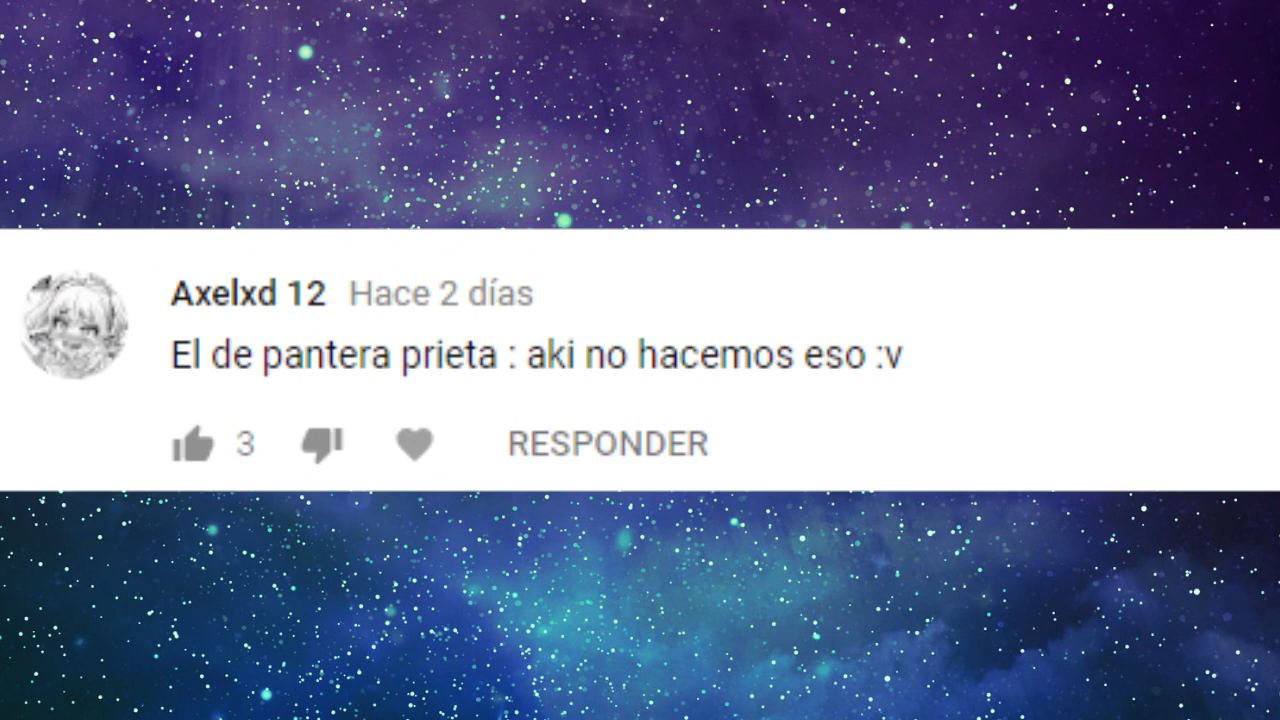 Axelxd 12 Hace 2 días
El de pantera prieta : aki no hacemos eso :v
3 RESPONDER